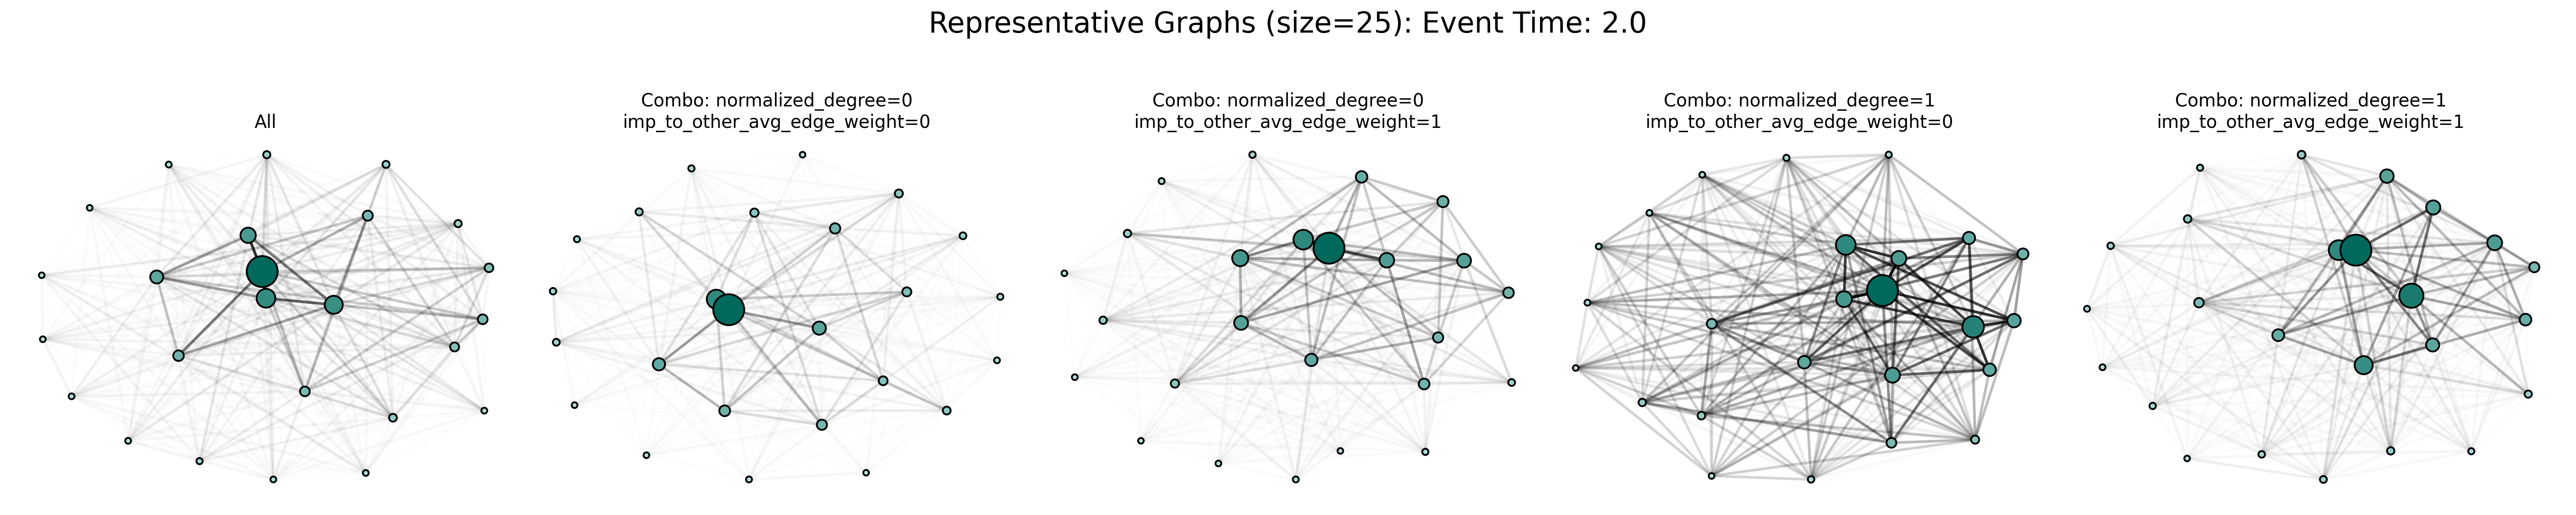 Representative Graphs (size=25): Event Time: 2.0
All
Combo: normalized_degree=0
imp_to_other_avg_edge_weight=0
Combo: normalized_degree=0
imp_to_other_avg_edge_weight=1
Combo: normalized_degree=1
imp_to_other_avg_edge_weight=0
Combo: normalized_degree=1
imp_to_other_avg_edge_weight=1